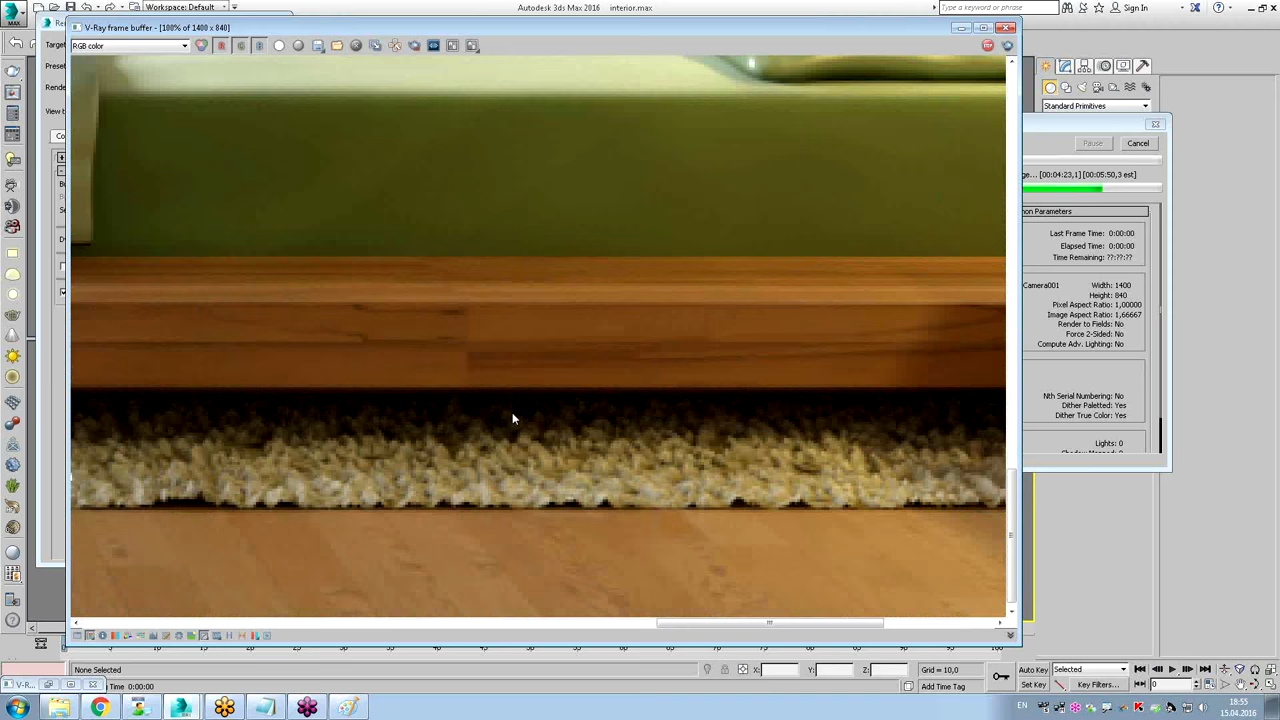 Workspace: Default
Autodesk 3ds Max 2016
interior.max
Type a keyword or phrase
Sign In
MAX
V-Ray frame buffer - [100% of 1400 x 840]
RGB color
Standard Primitives
Pause
Cancel
[00:04:23,1] [00:05:50,3 est]
Last Frame Time: 0:00:00
Elapsed Time: 0:00:00
Time Remaining: ??:??:??
Camera001
Width: 1400
Height: 840
Pixel Aspect Ratio: 1,00000
Image Aspect Ratio: 1,66667
Render to Fields: No
Force 2-Sided: No
Compute Adv. Lighting: No
Nth Serial Numbering: No
Dither Paletted: Yes
Dither True Color: Yes
Lights: 0
None Selected
X:
Y:
Z:
Grid = 10,0
Add Time Tag
Auto Key
Selected
Set Key
Key Filters...
0
V-R...
Time 0:00:00
EN
18:55
15.04.2016